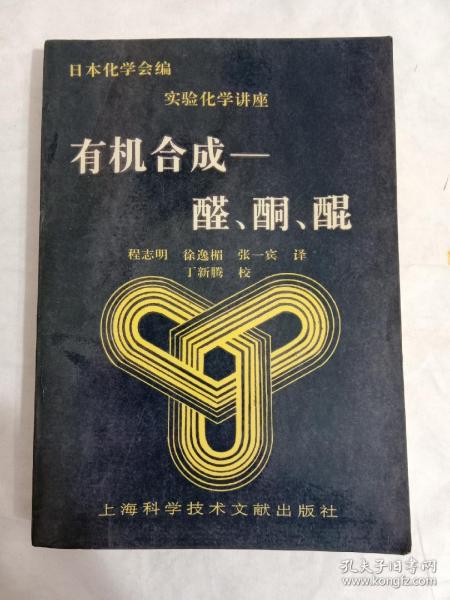 日本化学会编
实验化学讲座
有机合成—
醛、酮、醌
程志明 徐逸楣 张一宾 译
丁新腾 校
上海科学技术文献出版社
孔夫子旧书网
www.kongfz.com